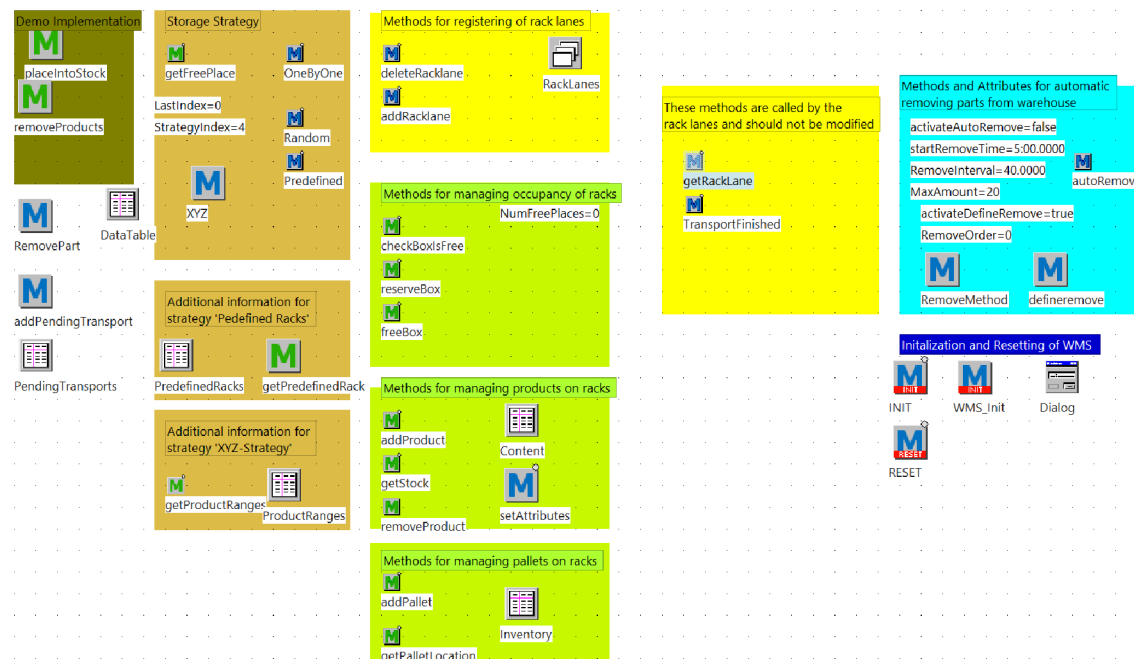 Demo Implementation
placeIntoStock
removeProducts
RemovePart
DataTable
addPendingTransport
PendingTransports
Storage Strategy
getFreePlace
OneByOne
LastIndex=0
StrategyIndex=4
Random
Predefined
XYZ
Additional information for
strategy 'Pedefined Racks'
PredefinedRacks
getPredefinedRack
Additional information for
strategy 'XYZ-Strategy'
getProductRanges
ProductRanges
Methods for registering of rack lanes
deleteRacklane
RackLanes
addRacklane
Methods for managing occupancy of racks
NumFreePlaces=0
checkBoxIsFree
reserveBox
freeBox
Methods for managing products on racks
addProduct
Content
getStock
setAttributes
removeProduct
Methods for managing pallets on racks
addPallet
Inventory
getPalletLocation
These methods are called by the
rack lanes and should not be modified
getRackLane
TransportFinished
Methods and Attributes for automatic
removing parts from warehouse
activateAutoRemove=false
startRemoveTime=5:00.0000
RemoveInterval=40.0000
autoRemov
MaxAmount=20
activateDefineRemove=true
RemoveOrder=0
RemoveMethod
defineremove
Initalization and Resetting of WMS
INIT
INIT
INIT
WMS_Init
Dialog
RESET
RESET